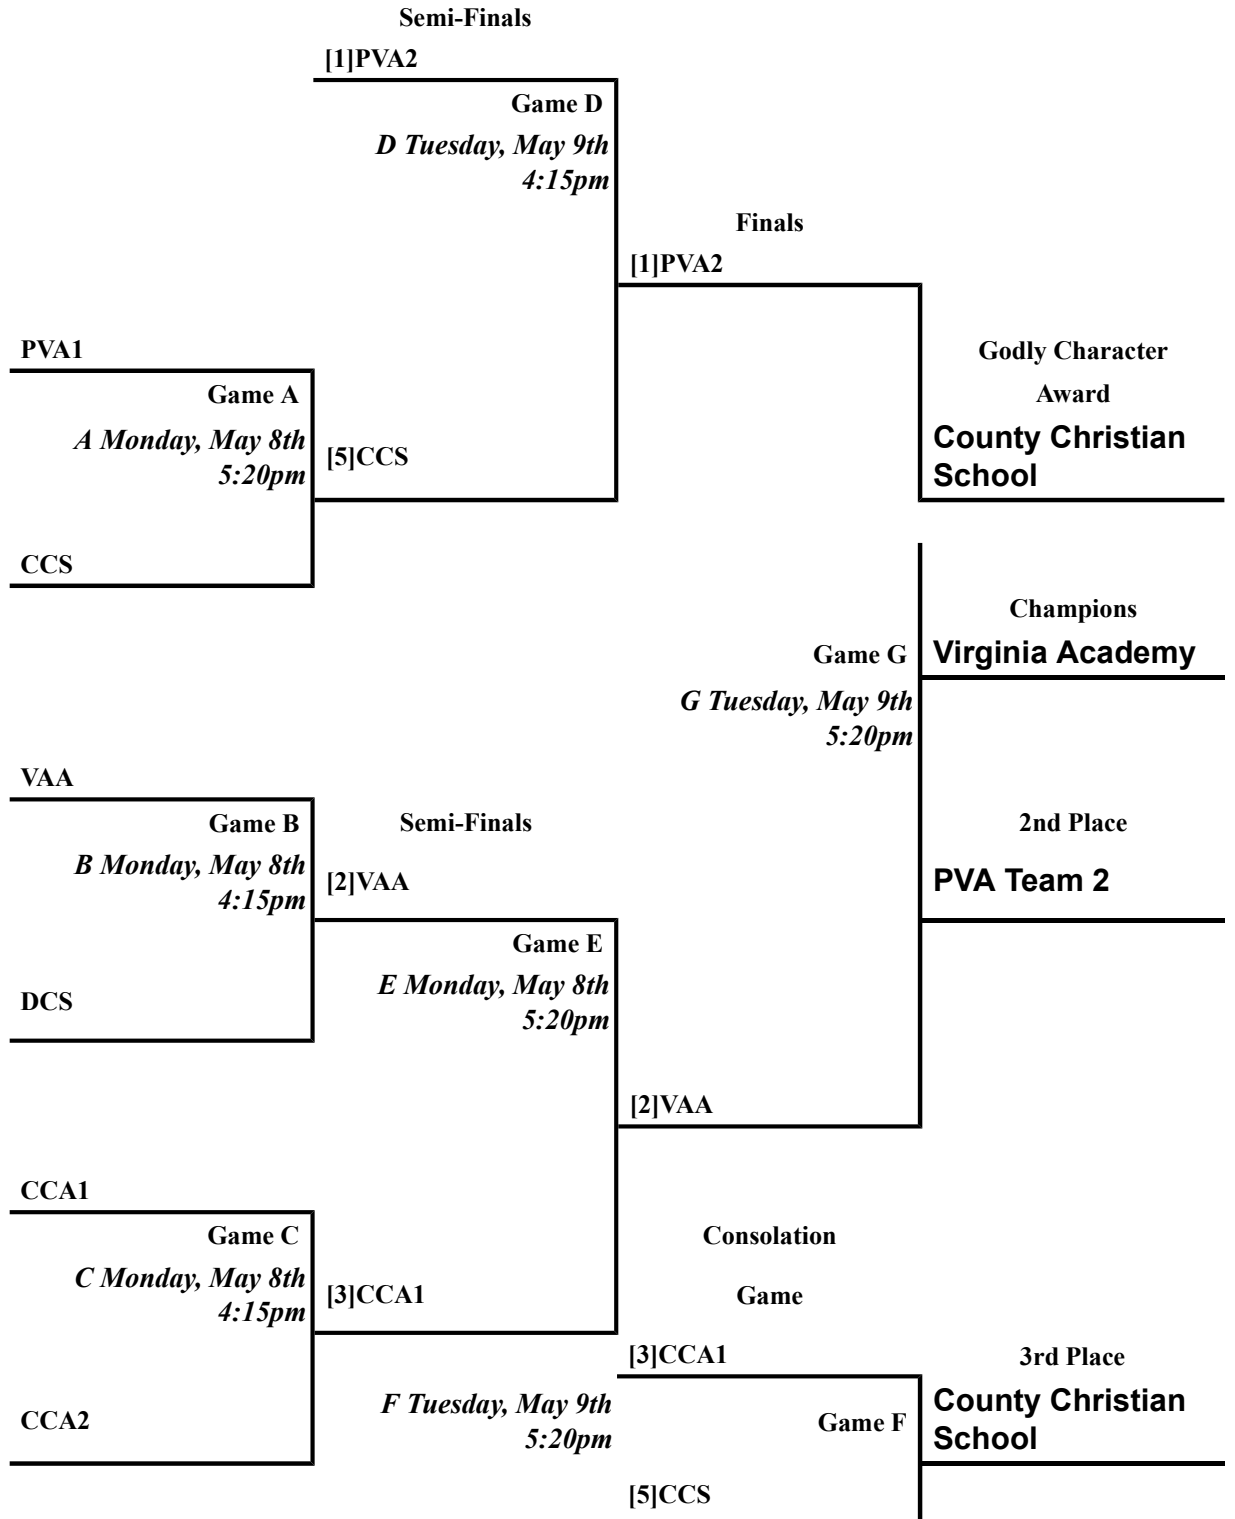 Semi-Finals
[1]PVA2
Game D
D Tuesday, May 9th
4:15pm
Finals
[1]PVA2
PVA1
Game A
A Monday, May 8th
5:20pm
[5]CCS
CCS
Godly Character
Award
County Christian
School
Champions
Virginia Academy
Game G
G Tuesday, May 9th
5:20pm
VAA
Game B
B Monday, May 8th
4:15pm
Semi-Finals
[2]VAA
2nd Place
PVA Team 2
DCS
Game E
E Monday, May 8th
5:20pm
[2]VAA
CCA1
Game C
C Monday, May 8th
4:15pm
[3]CCA1
CCA2
Consolation
Game
[3]CCA1
F Tuesday, May 9th
5:20pm
Game F
[5]CCS
3rd Place
County Christian
School